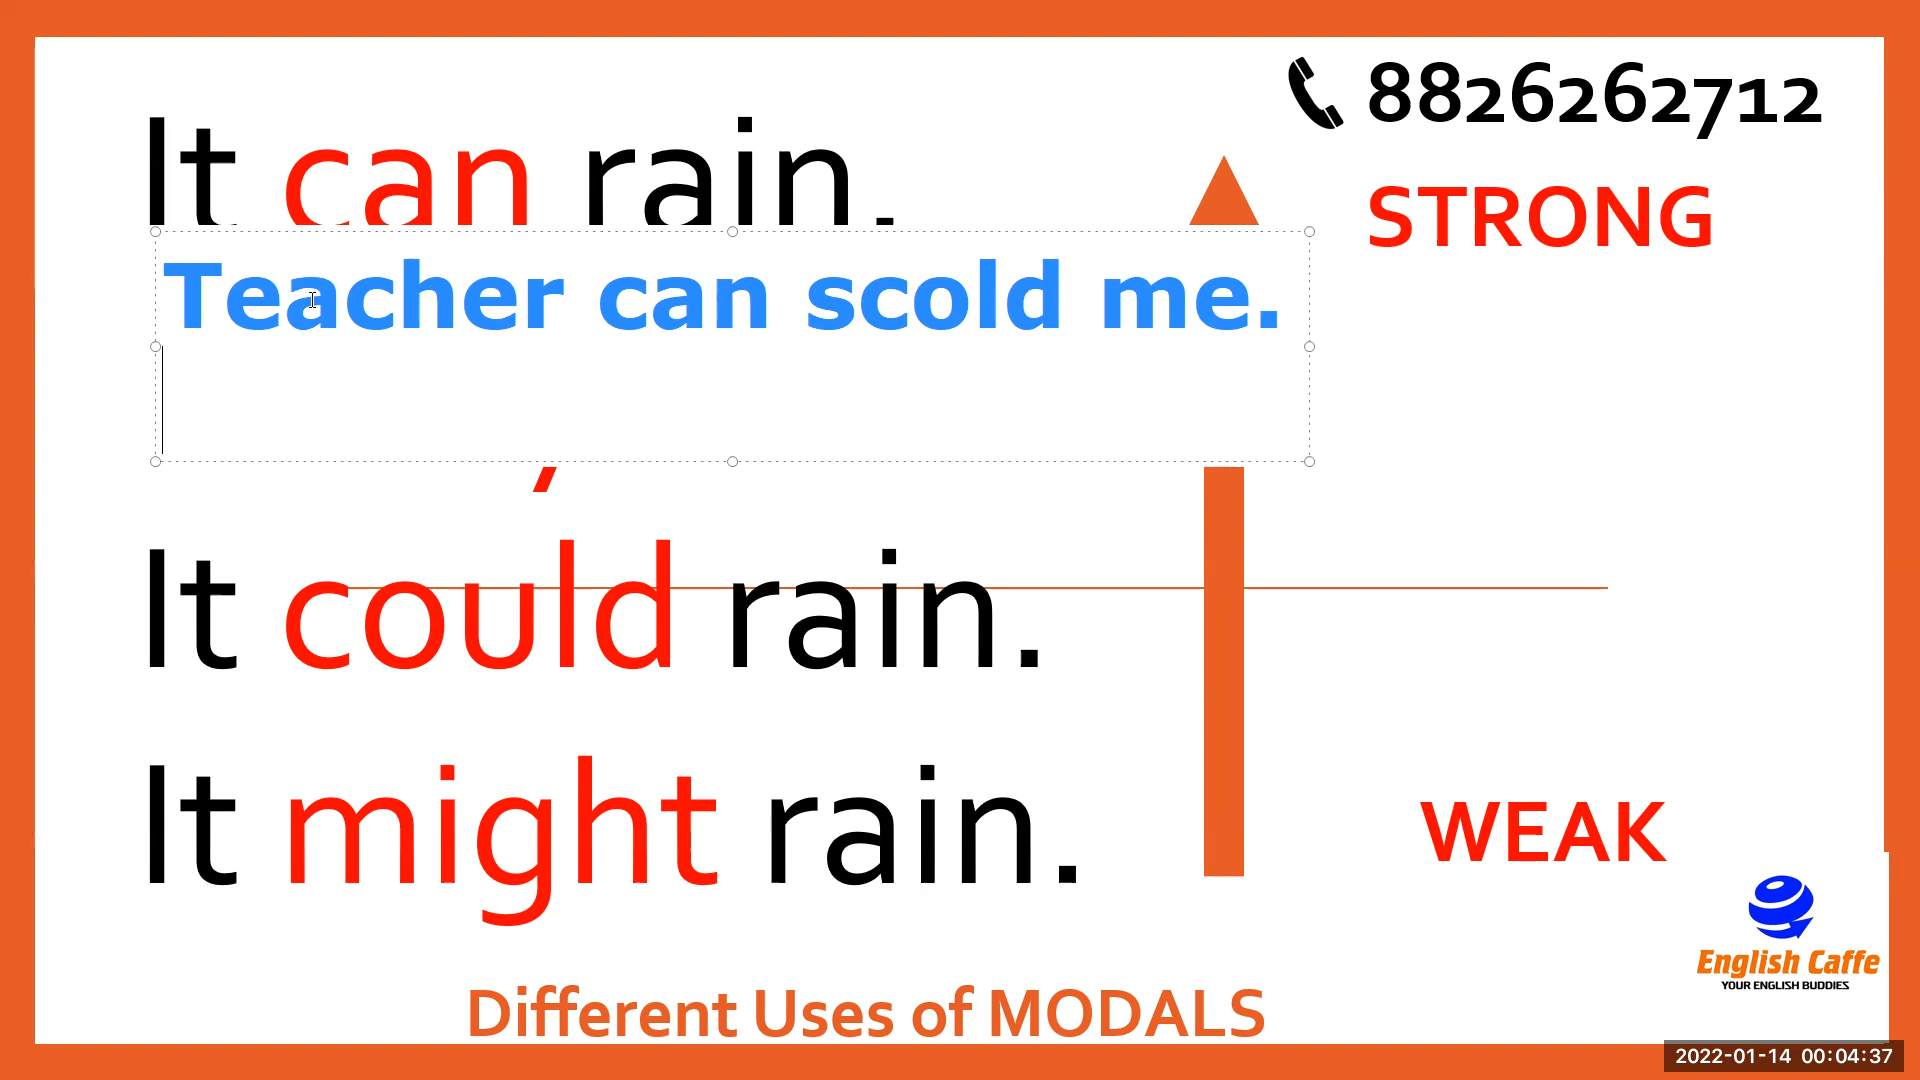 8826262712
It can rain.
STRONG
Teacher can scold me.
It could rain.
It might rain.
WEAK
English Caffe
YOUR ENGLISH BUDDIES
Different Uses of MODALS
2022-01-14 00:04:37